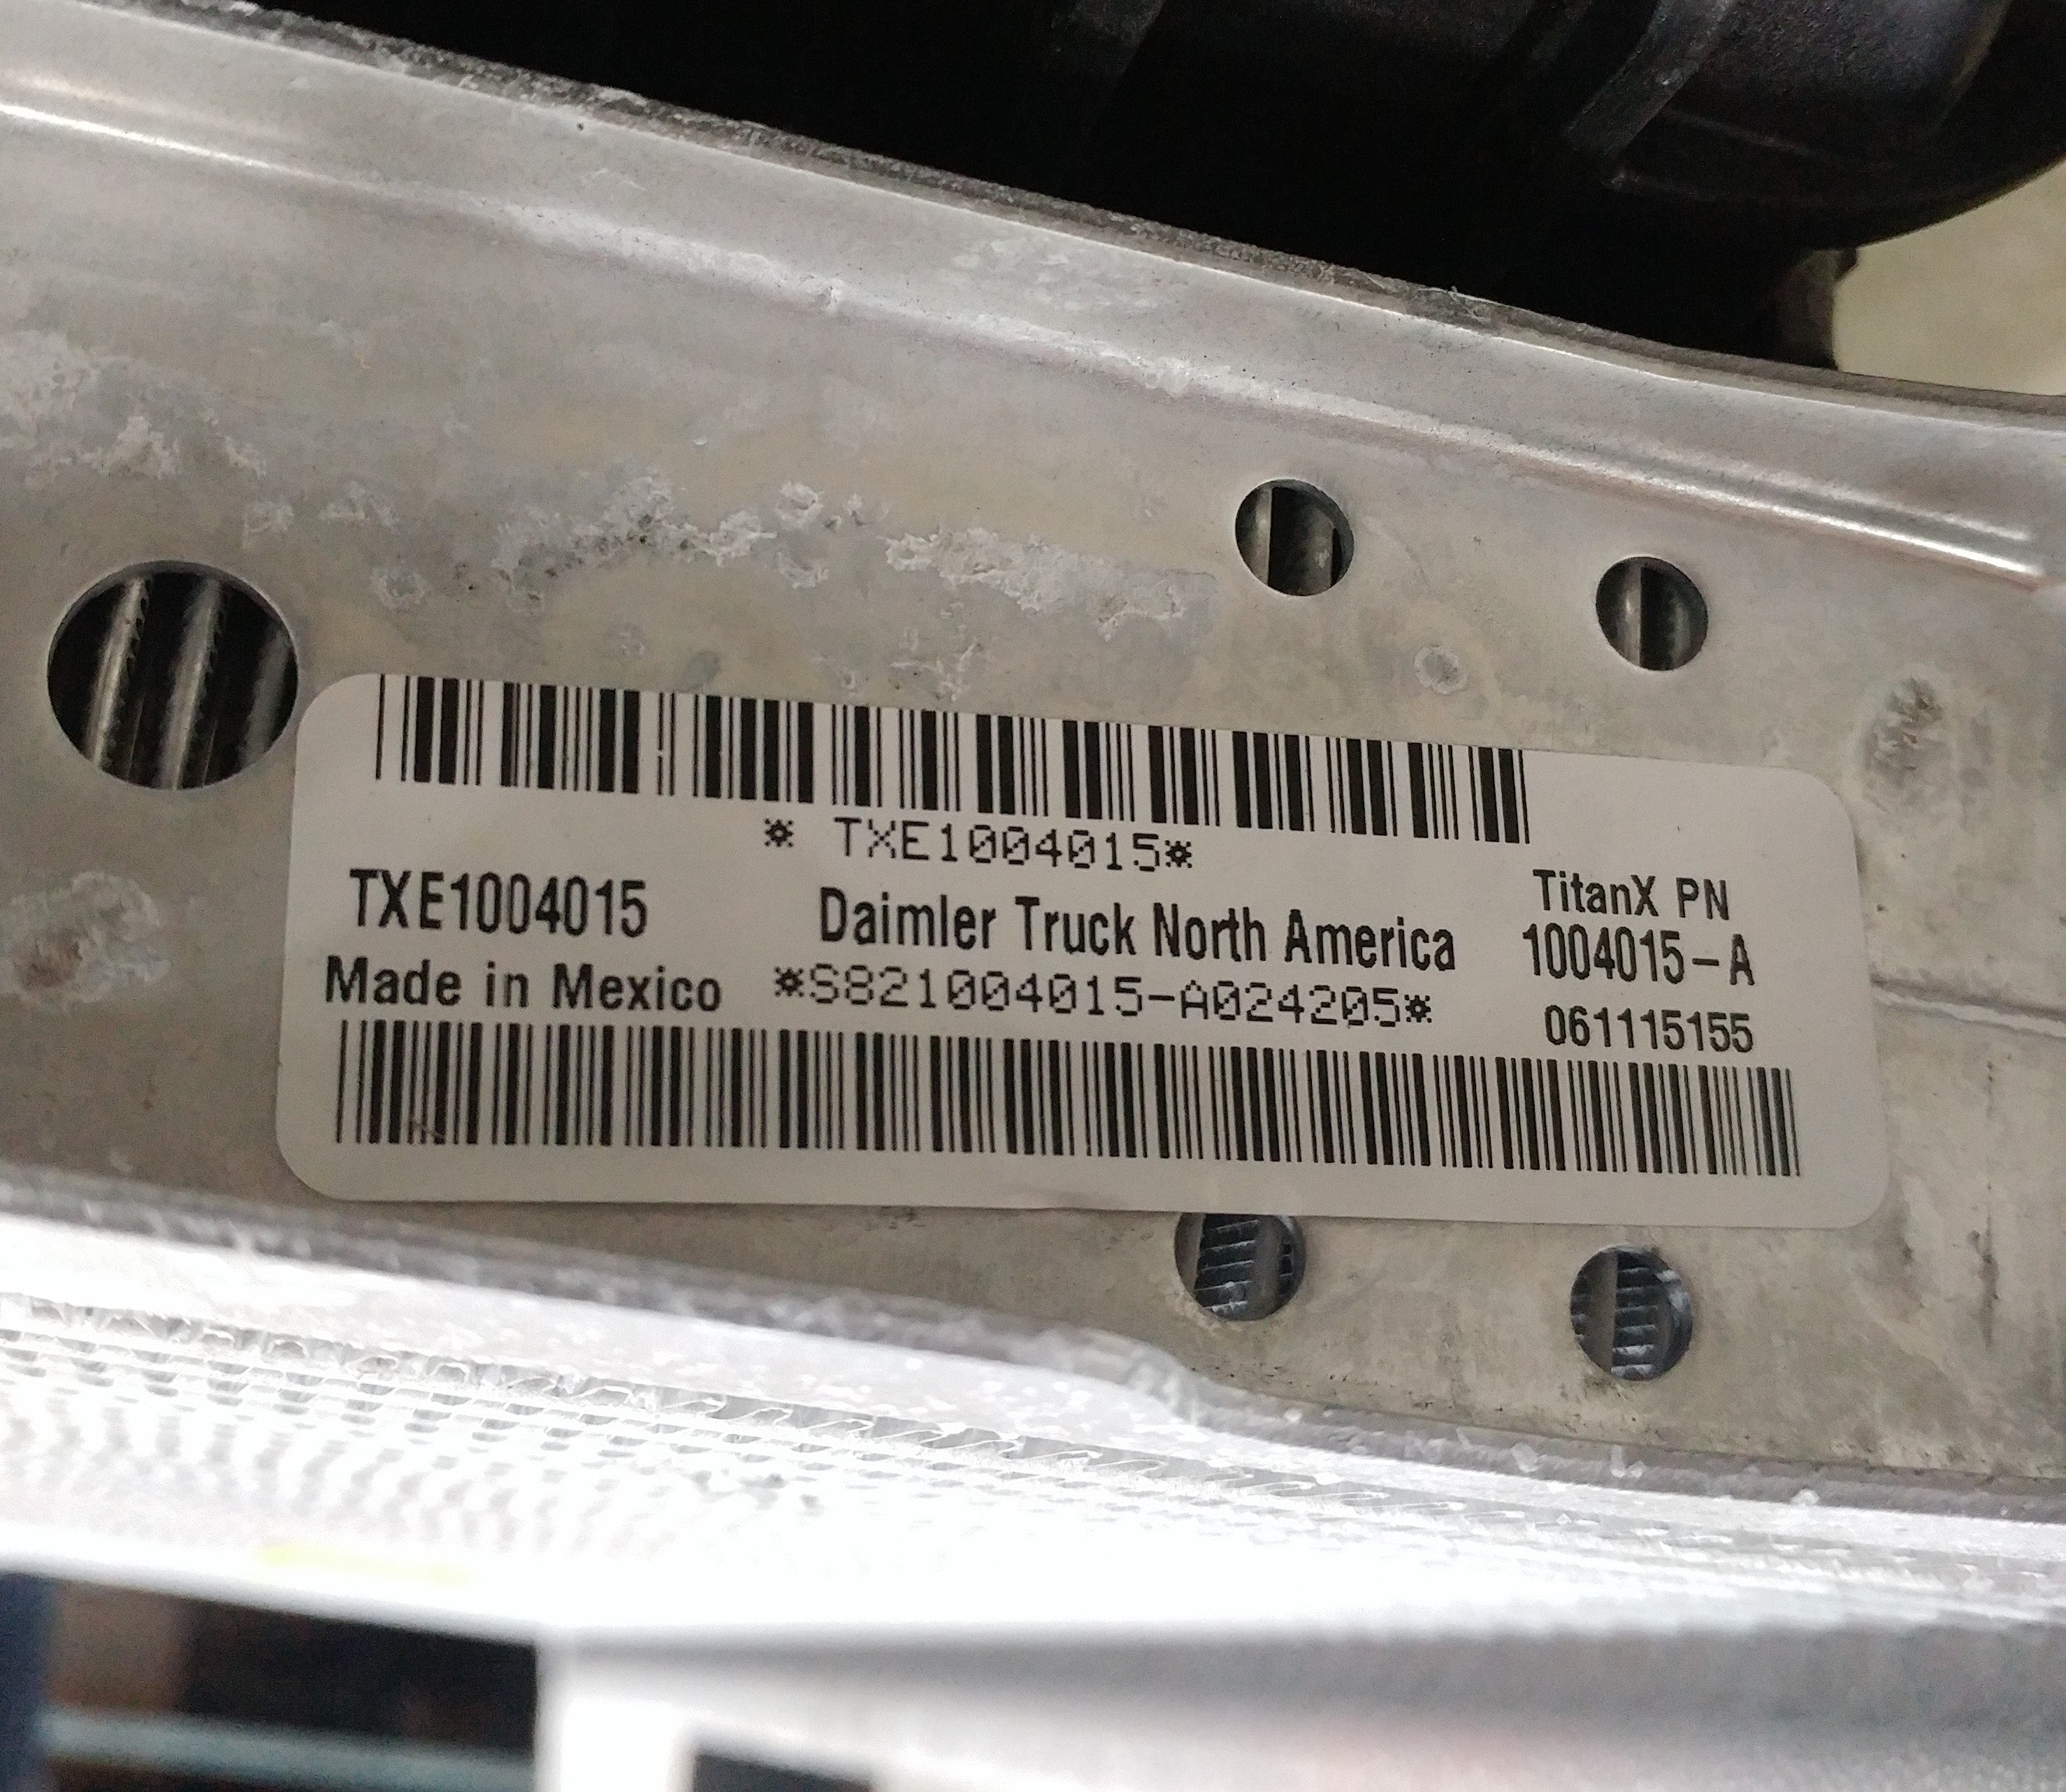 * TXE1004015*
TXE1004015
Daimler Truck North America
TitanX PN
1004015-A
Made in Mexico
*S821004015-A024205*
061115155